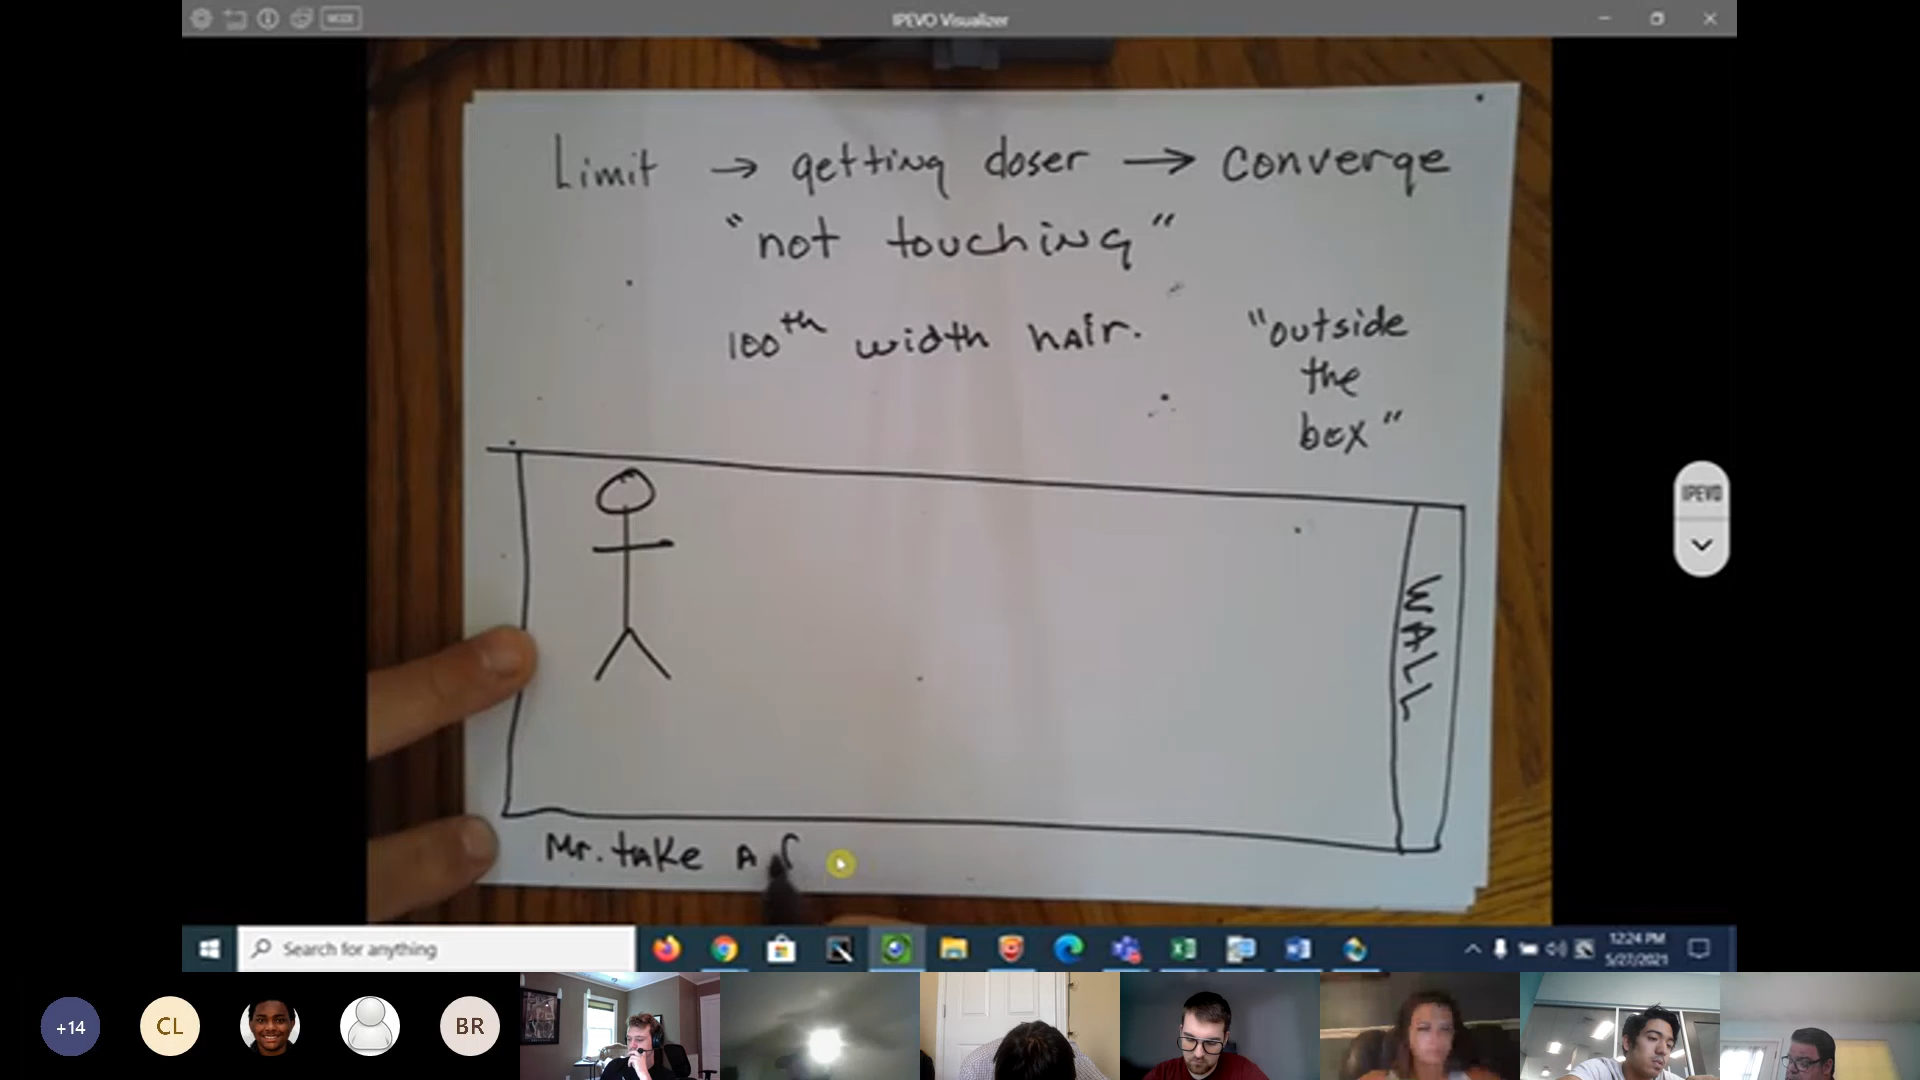 MODE
IPEVO Visualizer
Limit → getting closer → converge
"not touching"
100th width hair.
"outside
the
box"
WALL
Mr. take A
IPEVO
Search for anything
12:24 PM
5/27/2021
+14
CL
BR